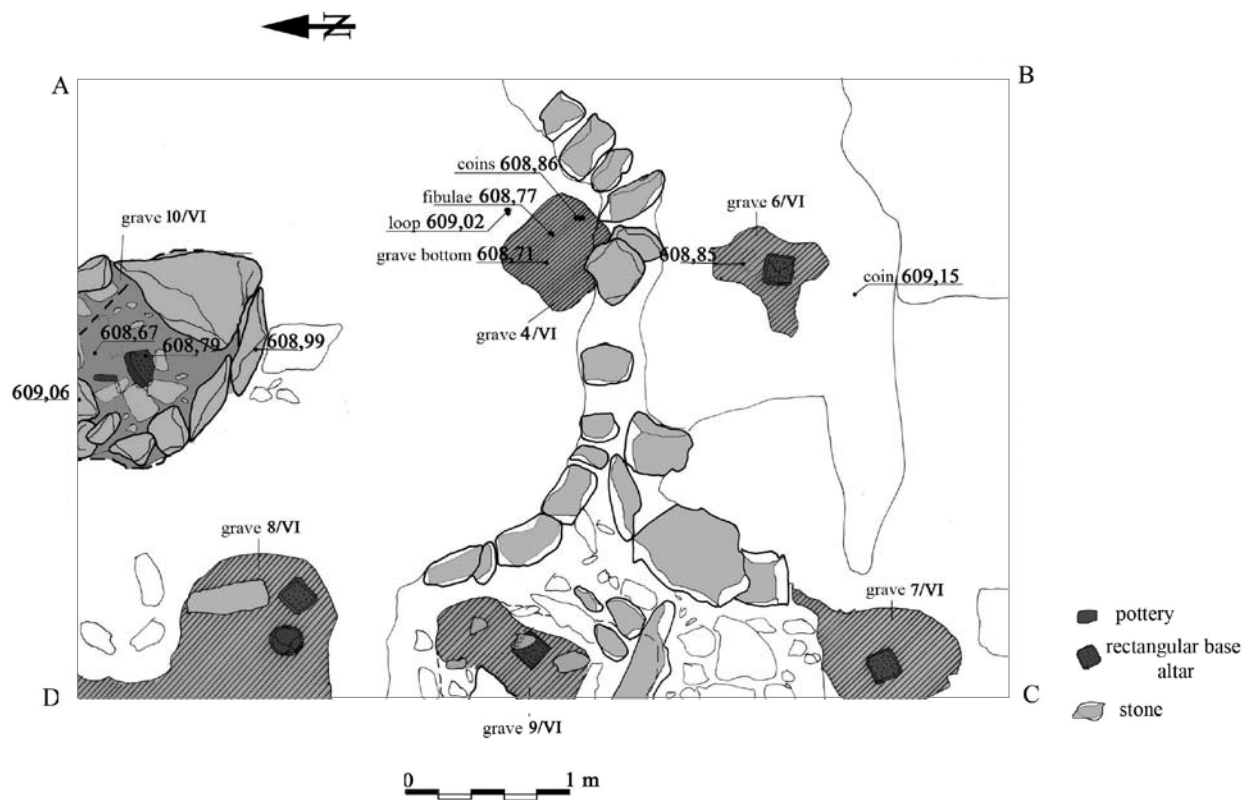 N
A
B
coins 608,86
fibulae 608,77
loop 609,02
grave bottom 608,71
grave 4/VI
grave 6/VI
608,85
coin 609,15
grave 10/VI
608,67
608,79
608,99
609,06
grave 8/VI
grave 7/VI
D
C
grave 9/VI
pottery
rectangular base
altar
stone
0 1 m